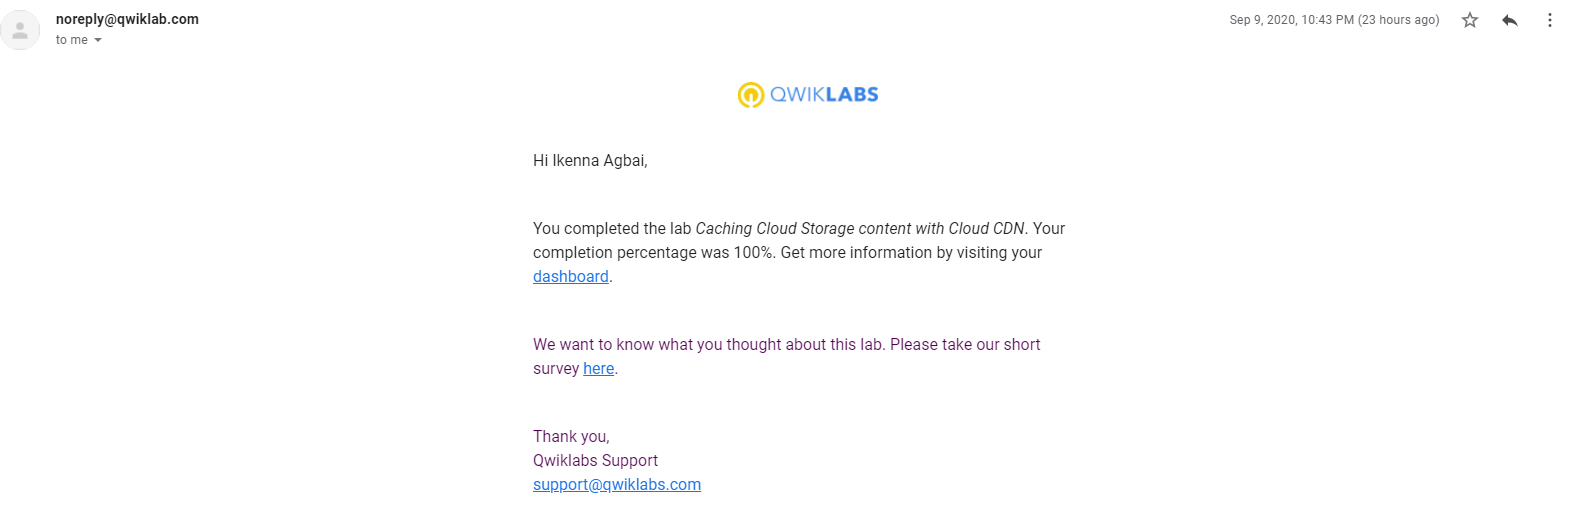 noreply@qwiklab.com
Sep 9, 2020, 10:43 PM (23 hours ago)
to me
QWIKLABS
Hi Ikenna Agbai,
You completed the lab Caching Cloud Storage content with Cloud CDN. Your
completion percentage was 100%. Get more information by visiting your
dashboard.
We want to know what you thought about this lab. Please take our short
survey here.
Thank you,
Qwiklabs Support
support@qwiklabs.com